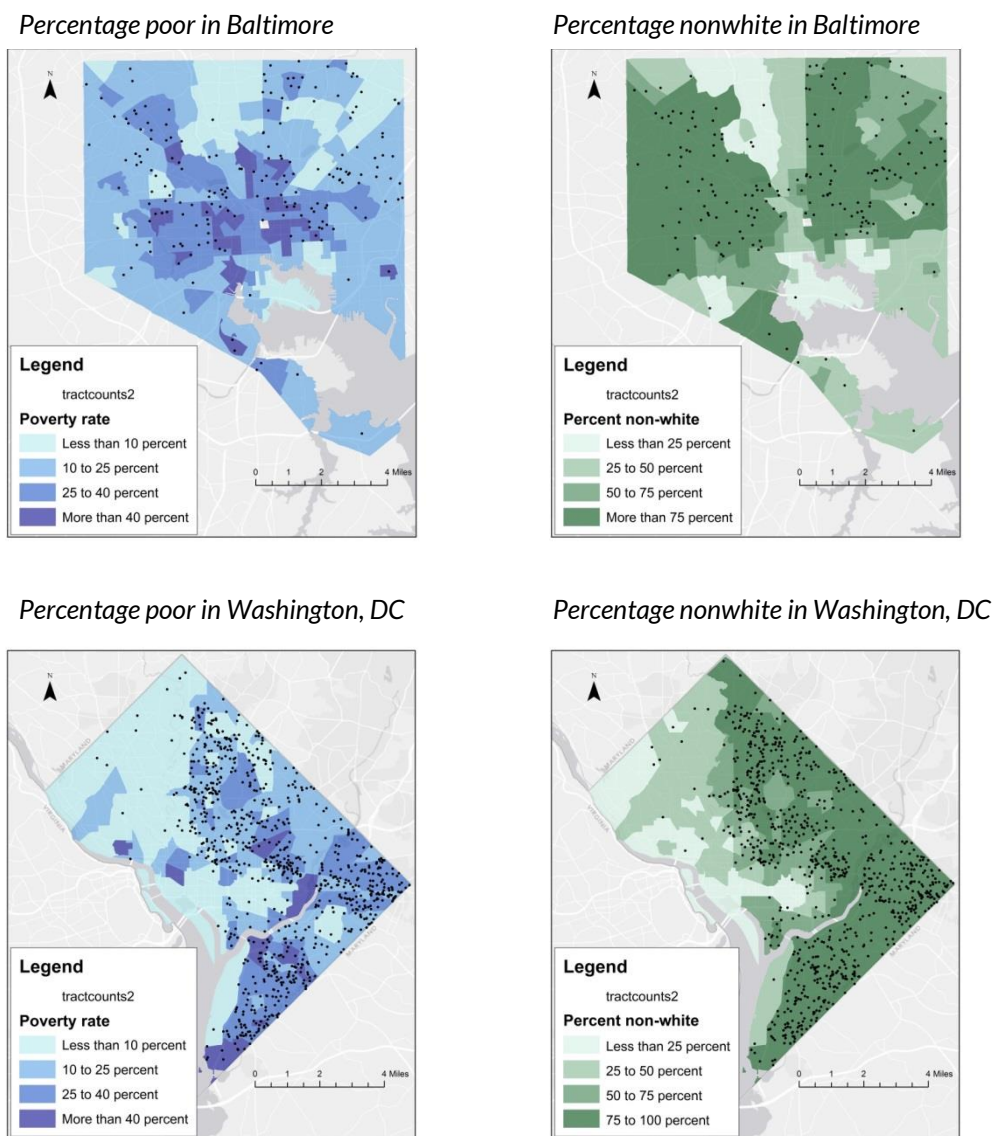 Percentage poor in Baltimore
Percentage nonwhite in Baltimore
N
Legend
tractcounts2
Poverty rate
Less than 10 percent
10 to 25 percent
25 to 40 percent
More than 40 percent
0 1 2 4 Miles
N
Legend
tractcounts2
Percent non-white
Less than 25 percent
25 to 50 percent
50 to 75 percent
More than 75 percent
0 1 2 4 Miles
Percentage poor in Washington, DC
Percentage nonwhite in Washington, DC
N
MARYLAND
VIRGINIA
MARYLAND
Legend
tractcounts2
Poverty rate
Less than 10 percent
10 to 25 percent
25 to 40 percent
More than 40 percent
0 1 2 4 Miles
N
MARYLAND
VIRGINIA
MARYLAND
Legend
tractcounts2
Percent non-white
Less than 25 percent
25 to 50 percent
50 to 75 percent
75 to 100 percent
0 1 2 4 Miles